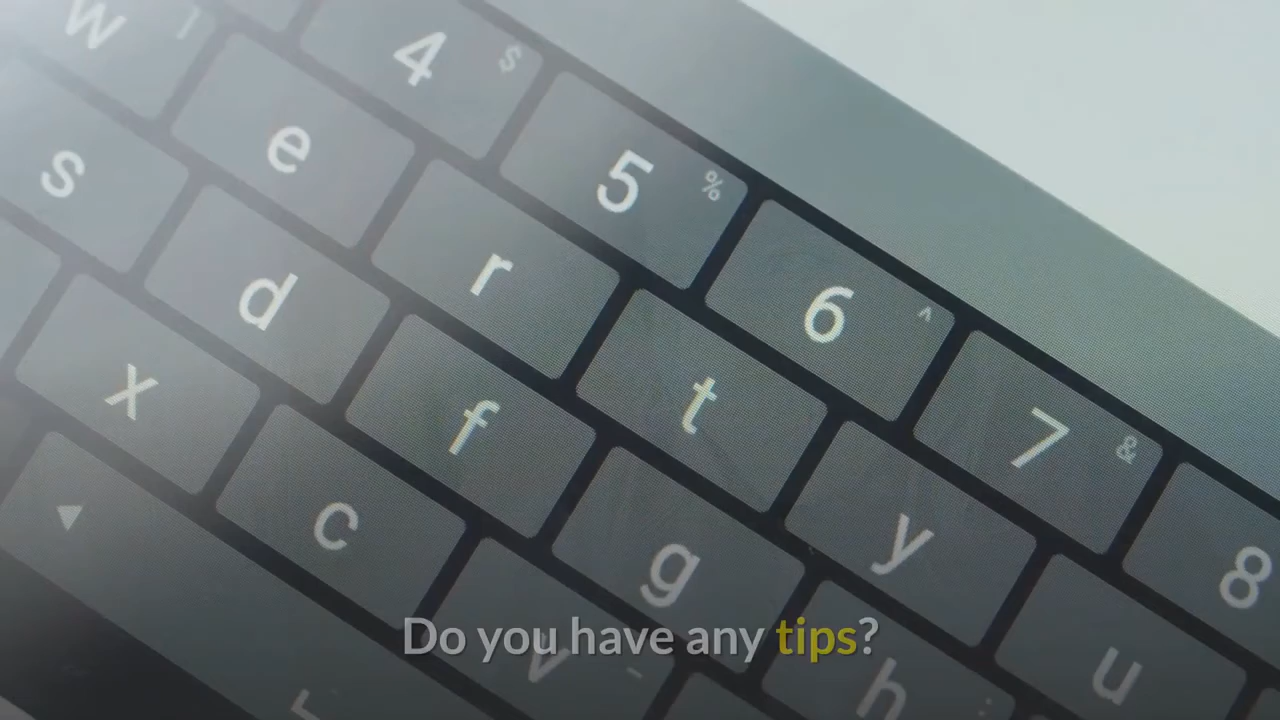 4 $ 5 % 6 ^ 7 & 8
w e r t y u
s d f g h
x c v
Do you have any tips?